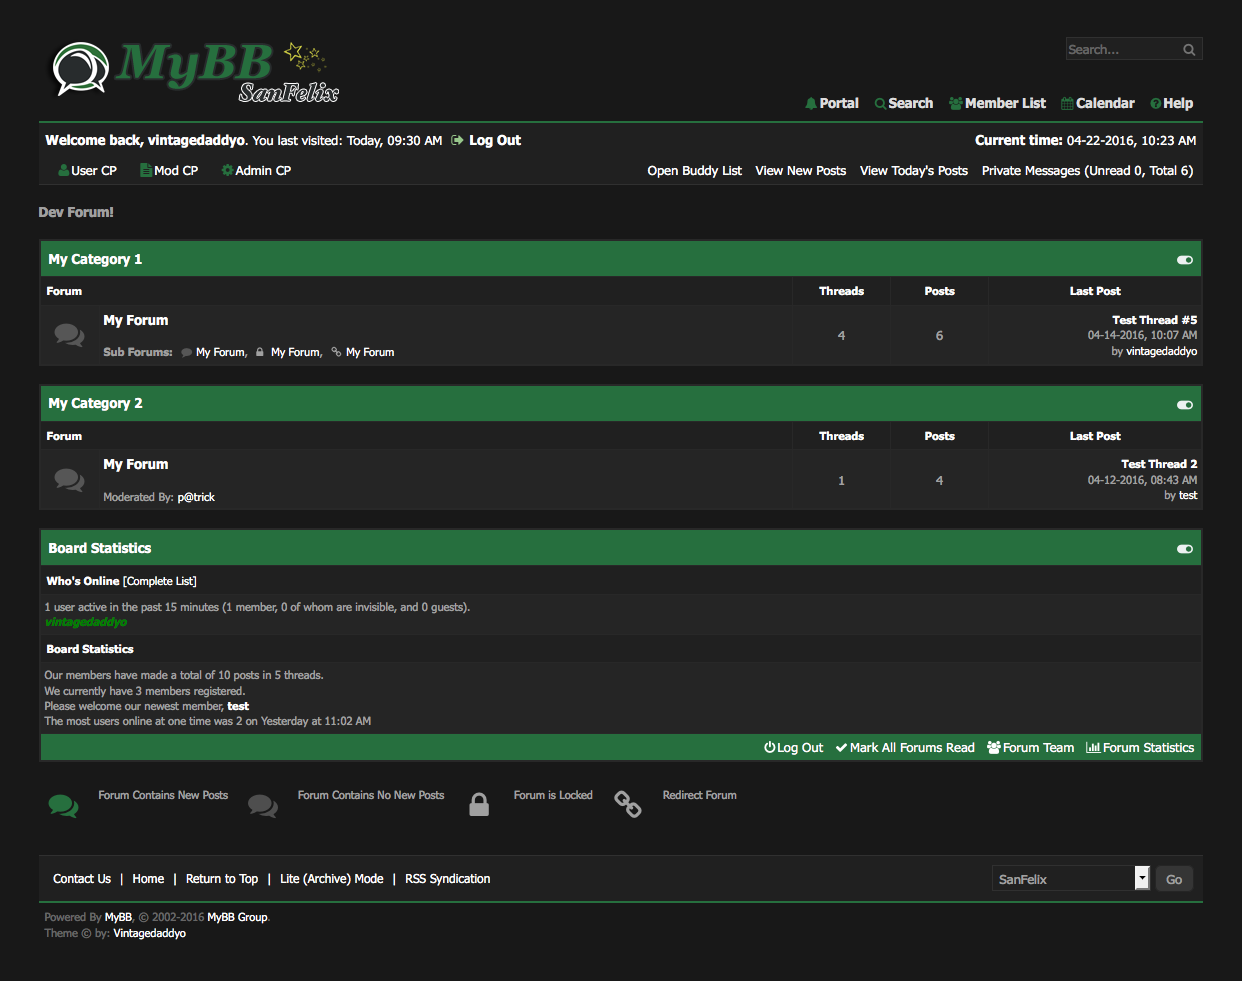 MyBB
SanFelix
Search...
Portal Search Member List Calendar Help
Welcome back, vintagedaddyo. You last visited: Today, 09:30 AM Log Out
Current time: 04-22-2016, 10:23 AM
User CP Mod CP Admin CP
Open Buddy List View New Posts View Today's Posts Private Messages (Unread 0, Total 6)
Dev Forum!
My Category 1
Forum Threads Posts Last Post
My Forum
Sub Forums: My Forum, My Forum, My Forum
4 6
Test Thread #5
04-14-2016, 10:07 AM
by vintagedaddyo
My Category 2
Forum Threads Posts Last Post
My Forum
Moderated By: p@trick
1 4
Test Thread 2
04-12-2016, 08:43 AM
by test
Board Statistics
Who's Online [Complete List]
1 user active in the past 15 minutes (1 member, 0 of whom are invisible, and 0 guests).
vintagedaddyo
Board Statistics
Our members have made a total of 10 posts in 5 threads.
We currently have 3 members registered.
Please welcome our newest member, test
The most users online at one time was 2 on Yesterday at 11:02 AM
Log Out Mark All Forums Read Forum Team Forum Statistics
Forum Contains New Posts Forum Contains No New Posts Forum is Locked Redirect Forum
Contact Us | Home | Return to Top | Lite (Archive) Mode | RSS Syndication
SanFelix Go
Powered By MyBB, © 2002-2016 MyBB Group.
Theme © by: Vintagedaddyo